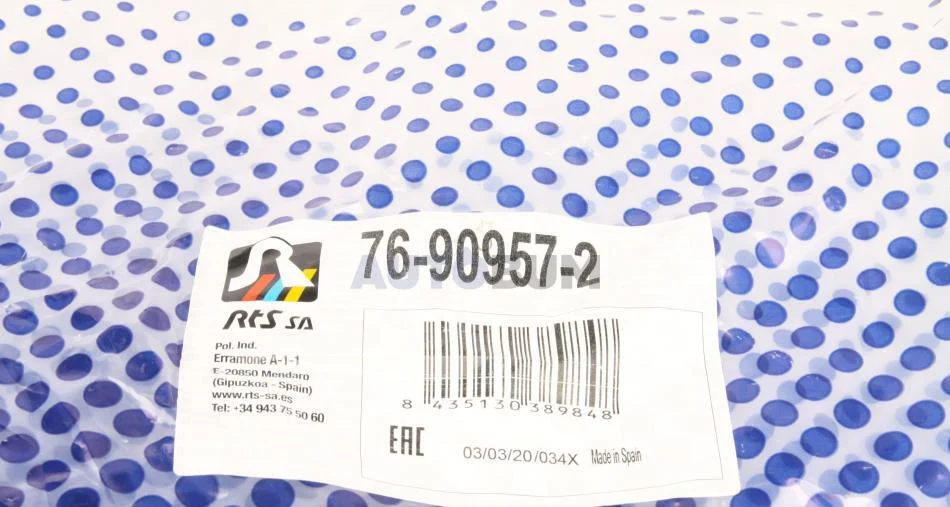 76-90957-2
AUTODUN
RtS SA
Pol. Ind.
Erramone A-1-1
E-20850 Mendaro
(Gipuzkoa - Spain)
www.rts-sa.es
Tel: +34 943 75 50 60
8 435130 389848
EAC
03/03/20/034X Made in Spain